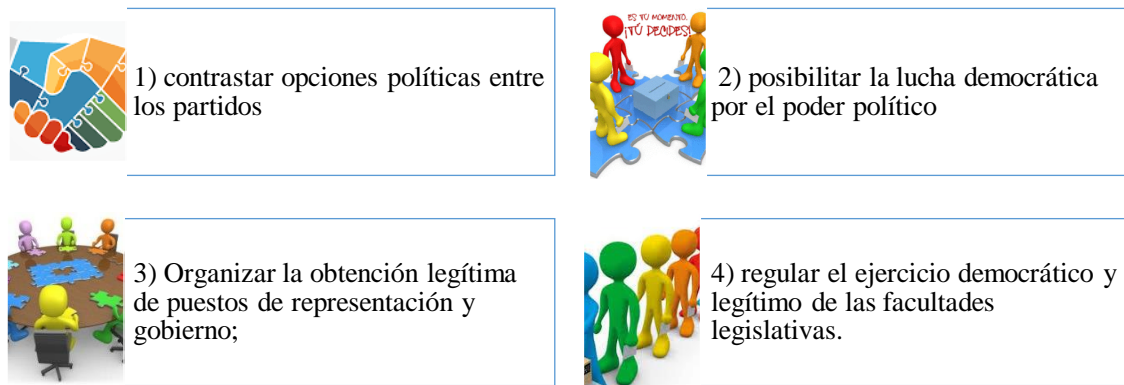 1) contrastar opciones políticas entre
los partidos
ES TU MOMENTO,
¡TÚ DECIDES!
2) posibilitar la lucha democrática
por el poder político
3) Organizar la obtención legítima
de puestos de representación y
gobierno;
4) regular el ejercicio democrático y
legítimo de las facultades
legislativas.